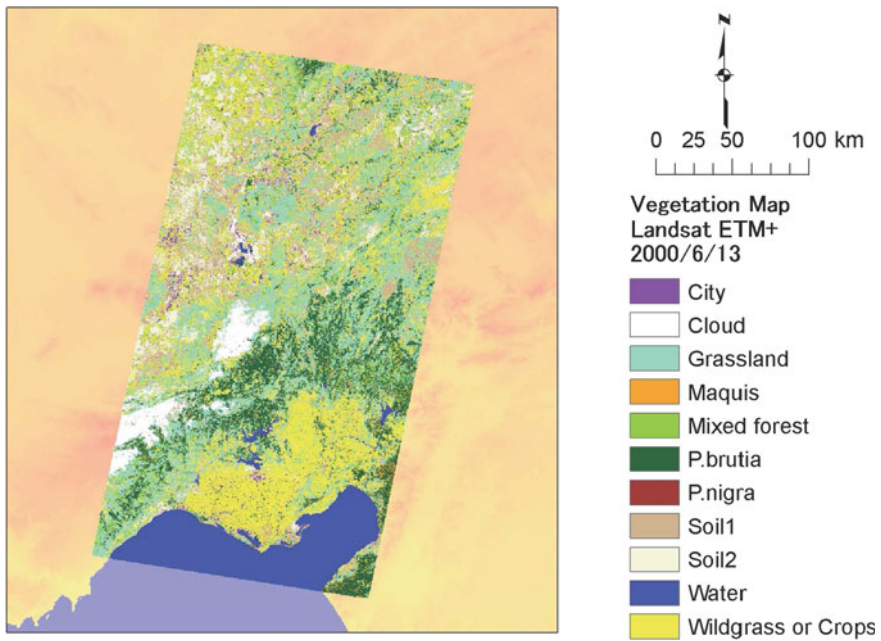 N
0 25 50 100 km
Vegetation Map
Landsat ETM+
2000/6/13
City
Cloud
Grassland
Maquis
Mixed forest
P.brutia
P.nigra
Soil1
Soil2
Water
Wildgrass or Crops